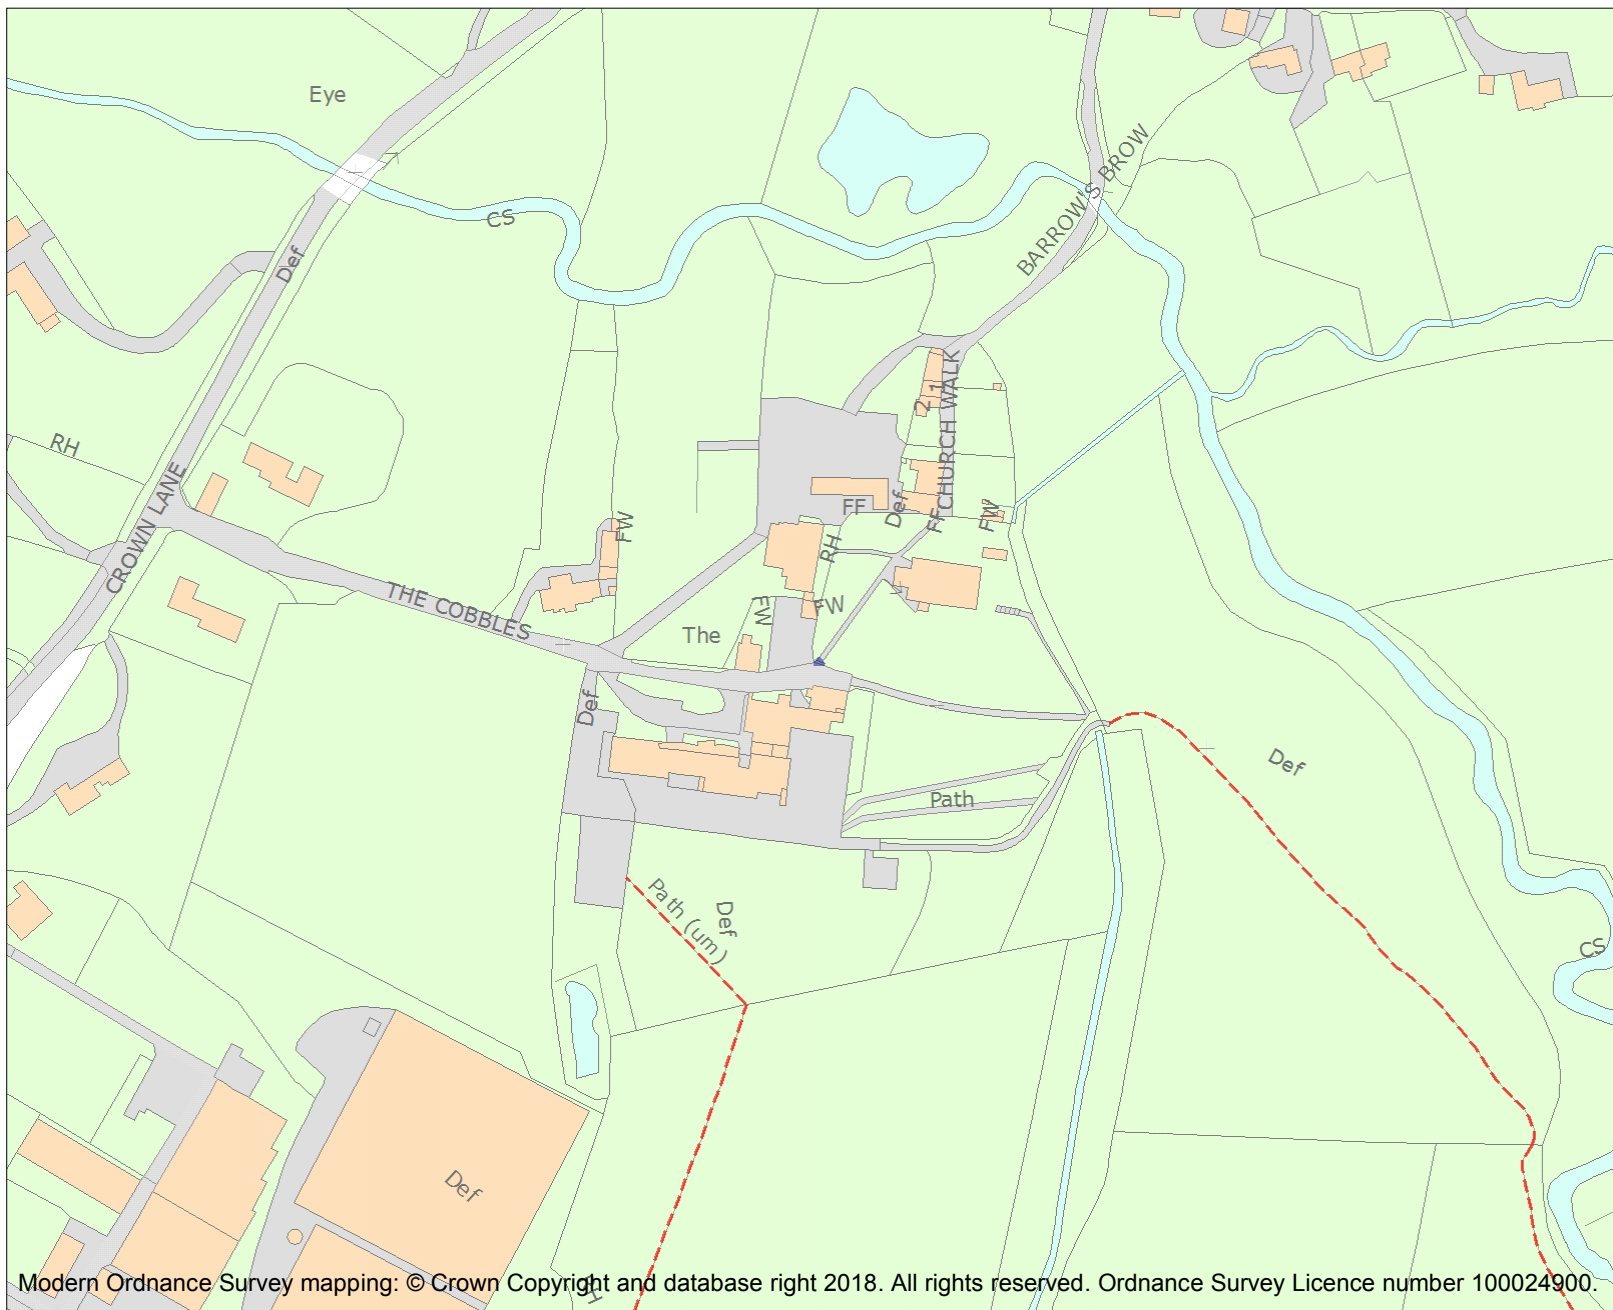 Eye
BARROW'S BROW
CS
Def
CHURCH WALK
2 1
RH
CROWN LANE
FF
Def
FF
FW
FW
RH
THE COBBLES
FW
FW
The
Def
Def
Path
Path (um)
Def
CS
Def
Modern Ordnance Survey mapping: © Crown Copyright and database right 2018. All rights reserved. Ordnance Survey Licence number 100024900.